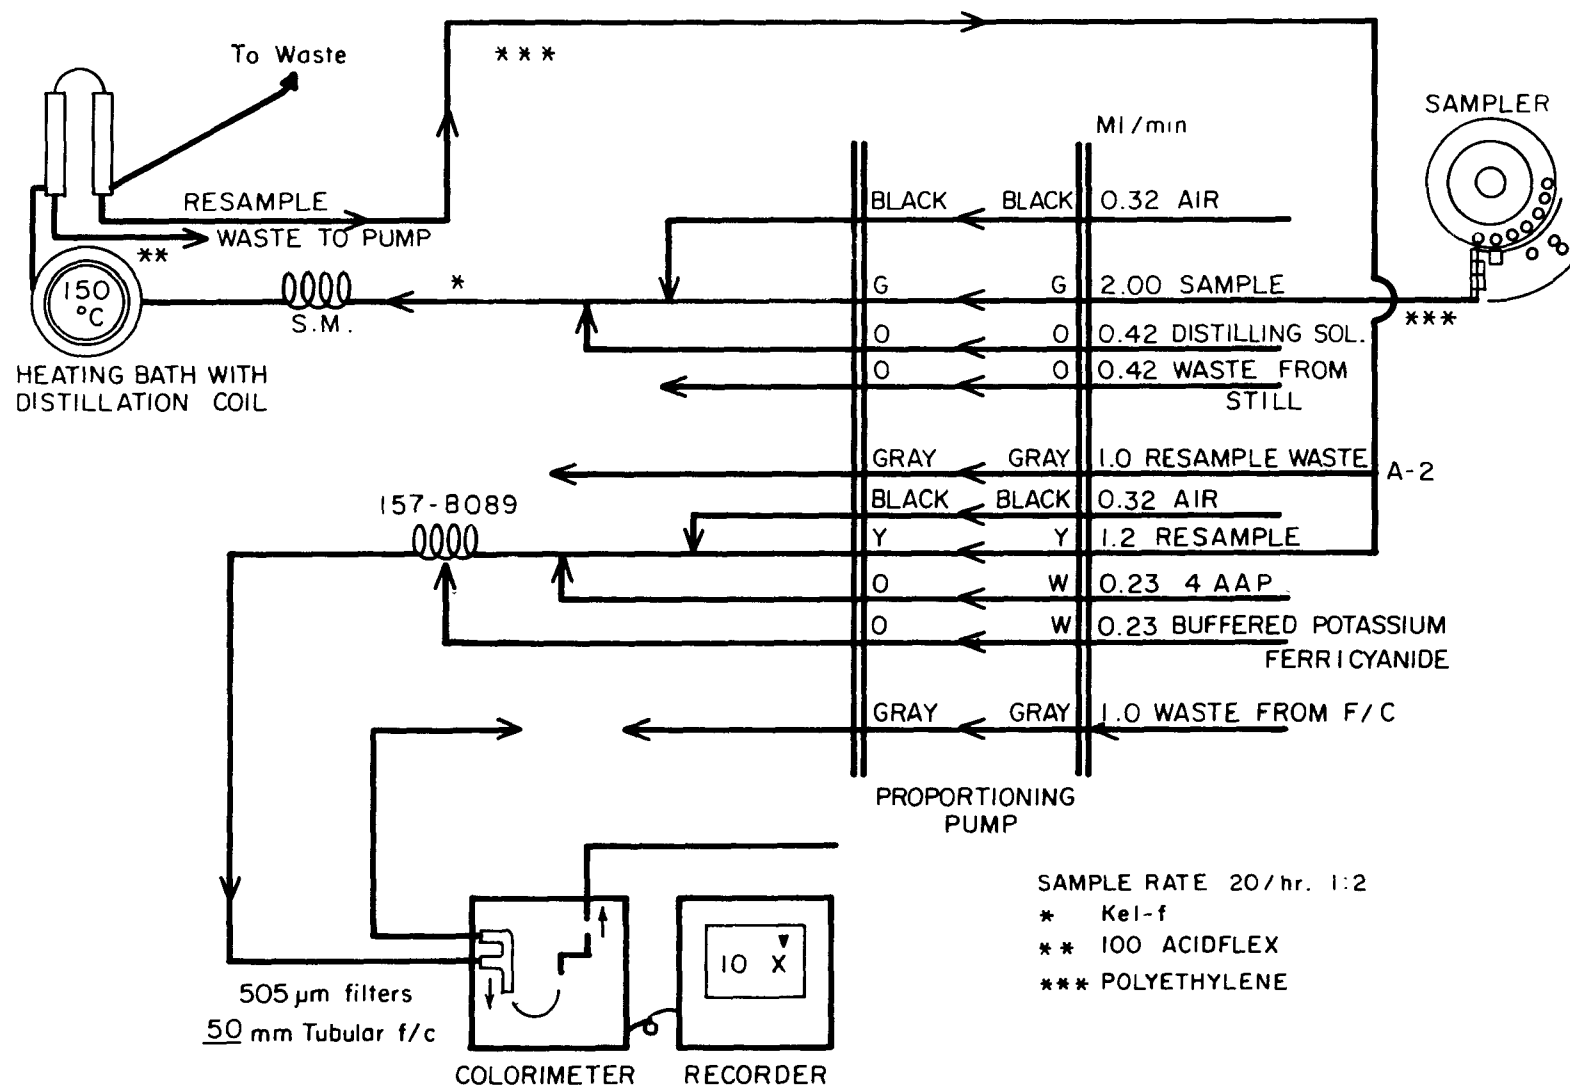 To Waste
***
SAMPLER
Ml/min
RESAMPLE
WASTE TO PUMP
**
BLACK BLACK 0.32 AIR
150
°C
S.M.
*
G G 2.00 SAMPLE
***
O O 0.42 DISTILLING SOL.
HEATING BATH WITH
DISTILLATION COIL
O O 0.42 WASTE FROM
STILL
GRAY GRAY 1.0 RESAMPLE WASTE A-2
157-B089
BLACK BLACK 0.32 AIR
Y Y 1.2 RESAMPLE
O W 0.23 4 AAP
O W 0.23 BUFFERED POTASSIUM
FERRICYANIDE
GRAY GRAY 1.0 WASTE FROM F/C
PROPORTIONING
PUMP
SAMPLE RATE 20/hr. 1:2
* Kel-f
** 100 ACIDFLEX
*** POLYETHYLENE
10 X
505 µm filters
50 mm Tubular f/c
COLORIMETER RECORDER